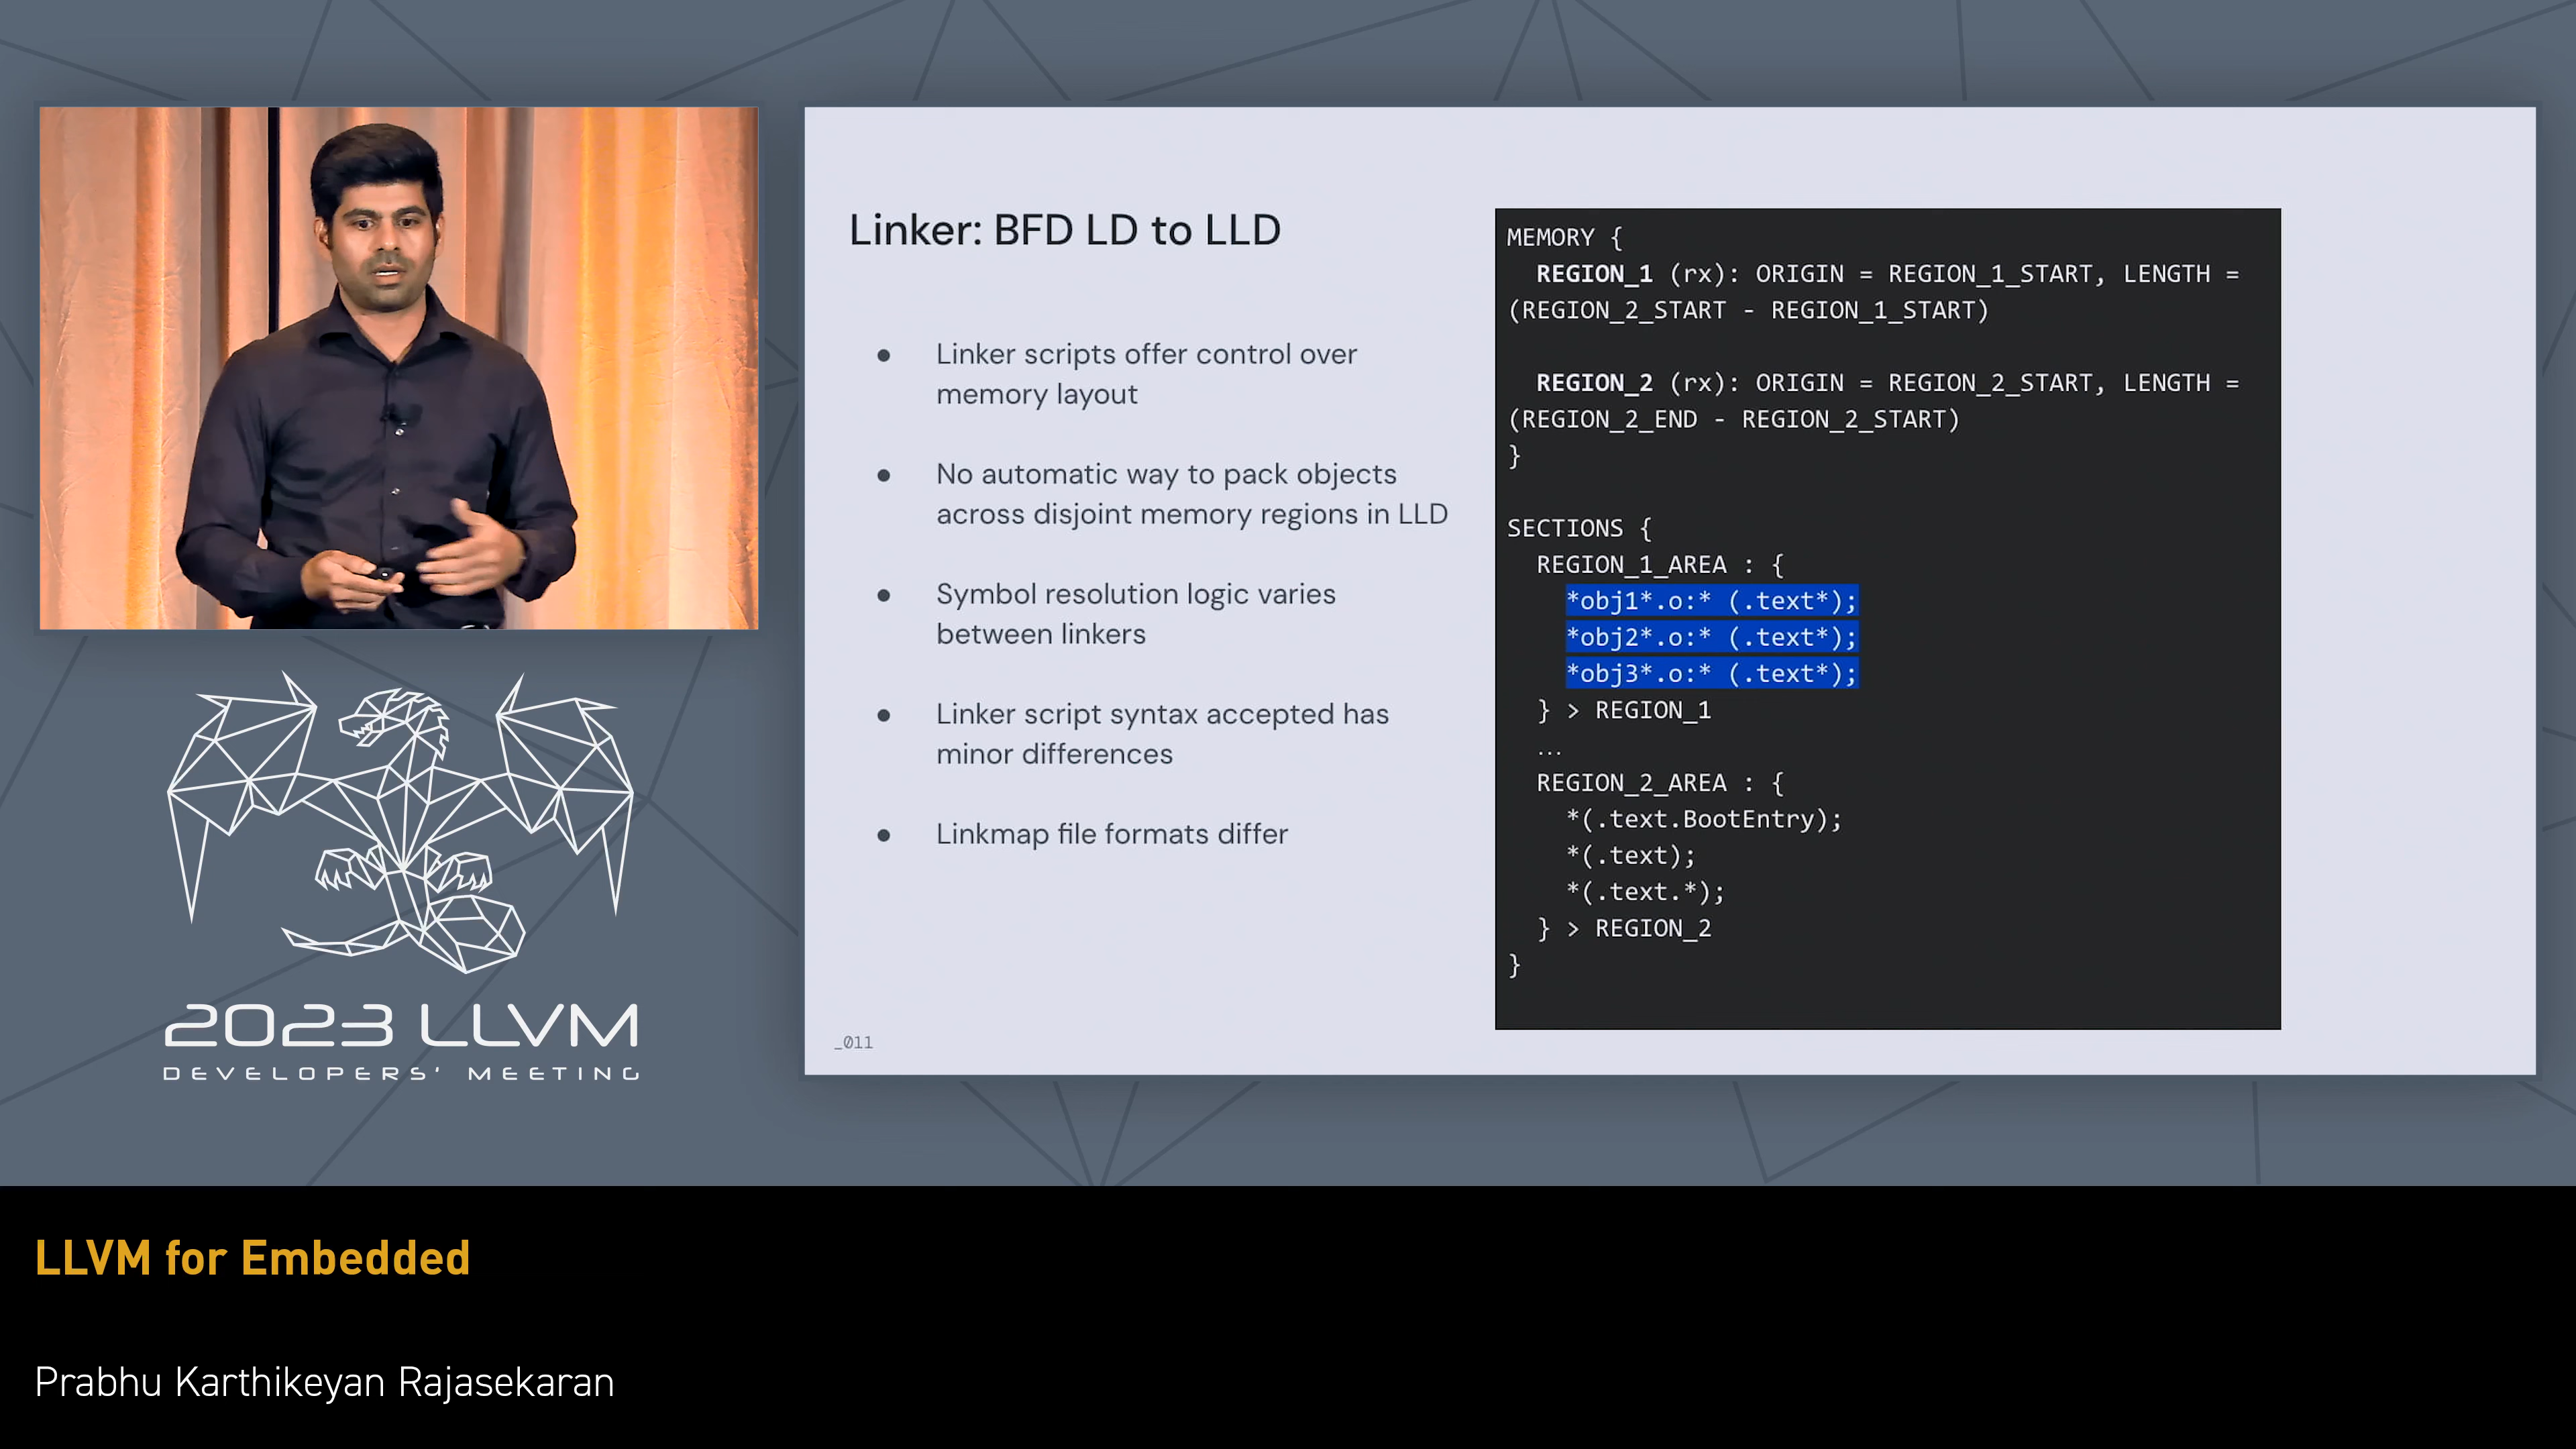 Linker: BFD LD to LLD
● Linker scripts offer control over
memory layout
● No automatic way to pack objects
across disjoint memory regions in LLD
● Symbol resolution logic varies
between linkers
● Linker script syntax accepted has
minor differences
● Linkmap file formats differ
_011
MEMORY {
REGION_1 (rx): ORIGIN = REGION_1_START, LENGTH =
(REGION_2_START - REGION_1_START)
REGION_2 (rx): ORIGIN = REGION_2_START, LENGTH =
(REGION_2_END - REGION_2_START)
}
SECTIONS {
REGION_1_AREA : {
*obj1*.o:* (.text*);
*obj2*.o:* (.text*);
*obj3*.o:* (.text*);
} > REGION_1
...
REGION_2_AREA : {
*(.text.BootEntry);
*(.text);
*(.text.*);
} > REGION_2
}
2023 LLVM
DEVELOPERS' MEETING
LLVM for Embedded
Prabhu Karthikeyan Rajasekaran